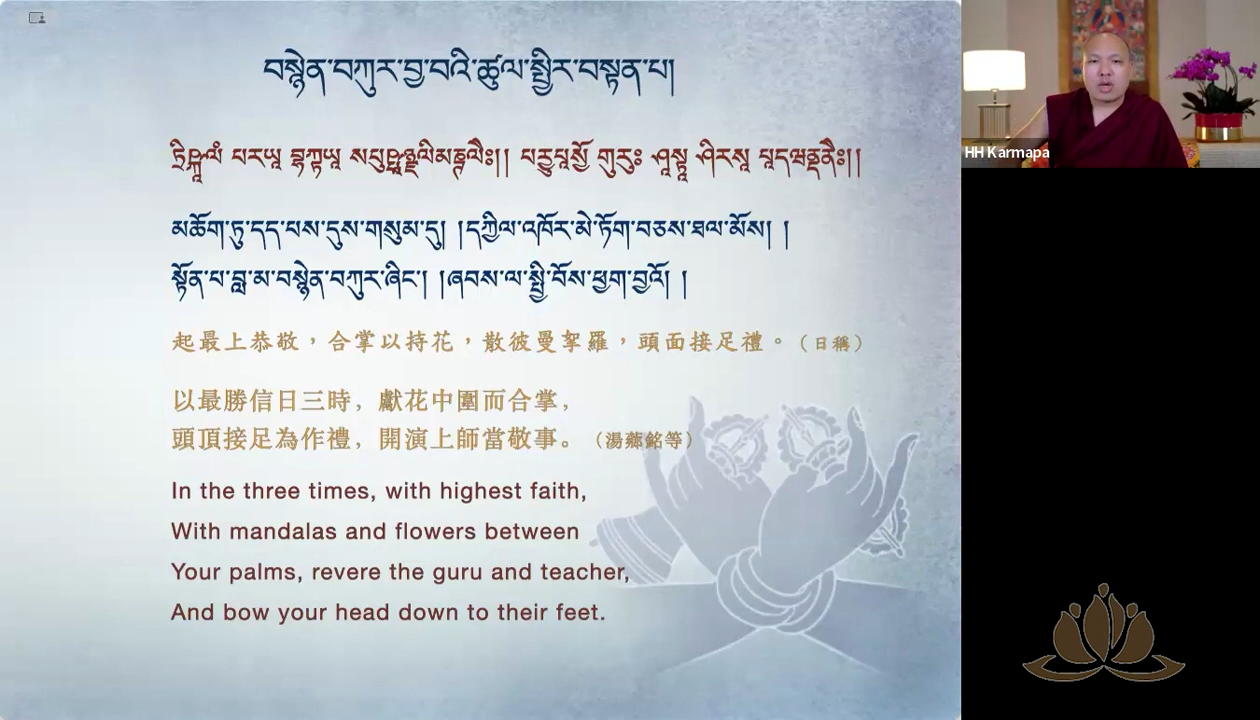 བསྙེན་བཀུར་བྱ་བའི་ཚུལ་སྤྱིར་བསྟན་པ།
མཆོག་ཏུ་དད་པས་དུས་གསུམ་དུ། །དཀྱིལ་འཁོར་མེ་ཏོག་བཅས་ཐལ་མོས། །
སྟོན་པ་བླ་མ་བསྙེན་བཀུར་ཞིང་། །ཞབས་ལ་སྤྱི་བོས་ཕྱག་བྱའོ། །
起最上恭敬，合掌以持花，散彼曼拏羅，頭面接足禮。（日稱）
以最勝信日三時，獻花中圍而合掌，
頭頂接足為作禮，開演上師當敬事。（湯薌銘等）
In the three times, with highest faith,
With mandalas and flowers between
Your palms, revere the guru and teacher,
And bow your head down to their feet.
HH Karmapa